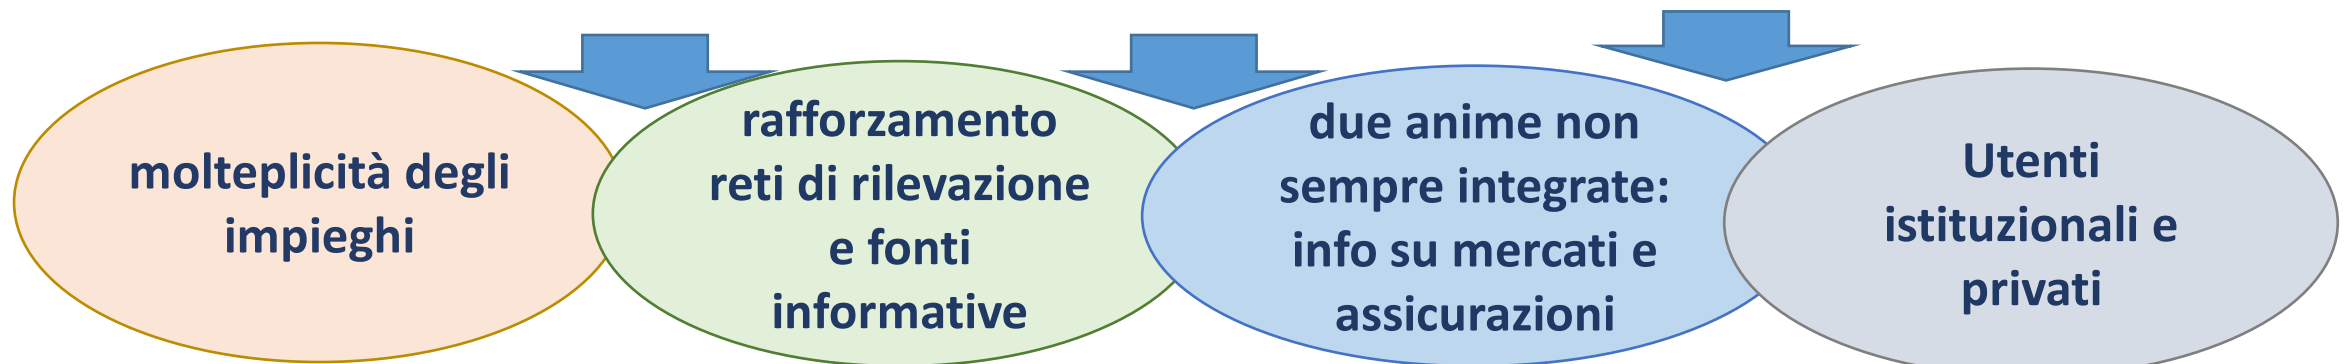 molteplicità degli
impieghi
rafforzamento
reti di rilevazione
e fonti
informative
due anime non
sempre integrate:
info su mercati e
assicurazioni
Utenti
istituzionali e
privati